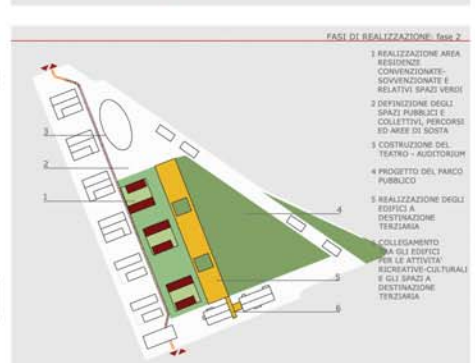 FASI DI REALIZZAZIONE: fase 2
1 REALIZZAZIONE AREA
RESIDENZE
CONVENZIONATE-
SOVVENZIONATE E
RELATIVI SPAZI VERDI
2 DEFINIZIONE DEGLI
SPAZI PUBBLICI E
COLLETTIVI, PERCORSI
ED AREE DI SOSTA
3 COSTRUZIONE DEL
TEATRO - AUDITORIUM
4 PROGETTO DEL PARCO
PUBBLICO
5 REALIZZAZIONE DEGLI
EDIFICI A
DESTINAZIONE
TERZIARIA
COLLEGAMENTO
TRA GLI EDIFICI
PER LE ATTIVITA'
RICREATIVE-CULTURALI
E GLI SPAZI A
DESTINAZIONE
TERZIARIA
3
2
1
4
5
6